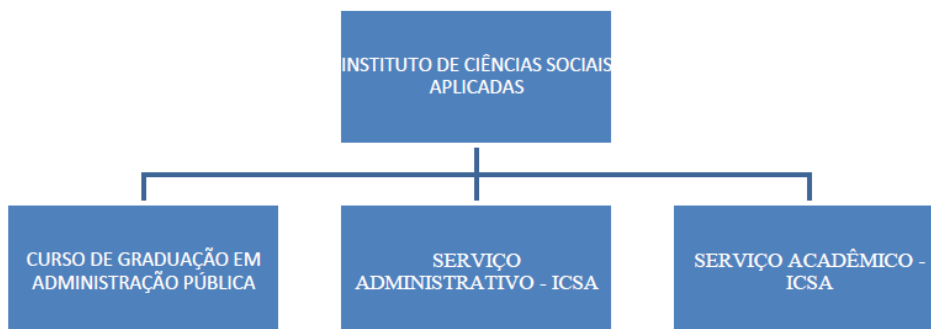 INSTITUTO DE CIÊNCIAS SOCIAIS
APLICADAS
CURSO DE GRADUAÇÃO EM
ADMINISTRAÇÃO PÚBLICA
SERVIÇO
ADMINISTRATIVO - ICSA
SERVIÇO ACADÊMICO -
ICSA